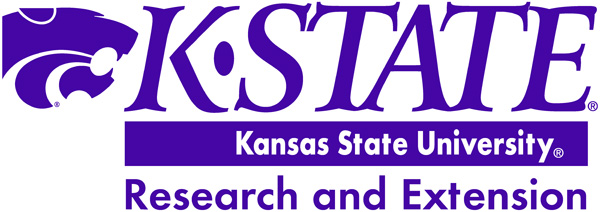 K·STATE®
Kansas State University®
Research and Extension